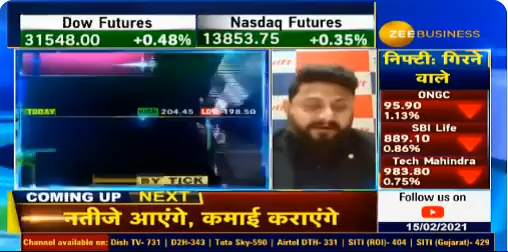 Dow Futures
31548.00 +0.48%
Nasdaq Futures
13853.75 +0.35%
ZEE BUSINESS
TODAY HIGH 204.45 LOW 198.50
TICK BY TICK
निफ्टी: गिरने
वाले
ONGC
95.90
1.13%
SBI Life
889.10
0.86%
Tech Mahindra
983.80
0.75%
COMING UP NEXT
नतीजे आएंगे, कमाई कराएंगे
Follow us on
15/02/2021
Channel available on: Dish TV- 731 | D2H-343 | Tata Sky-590 | Airtel DTH- 331 | SITI (ROI)- 404 | SITI (Gujarat)- 429